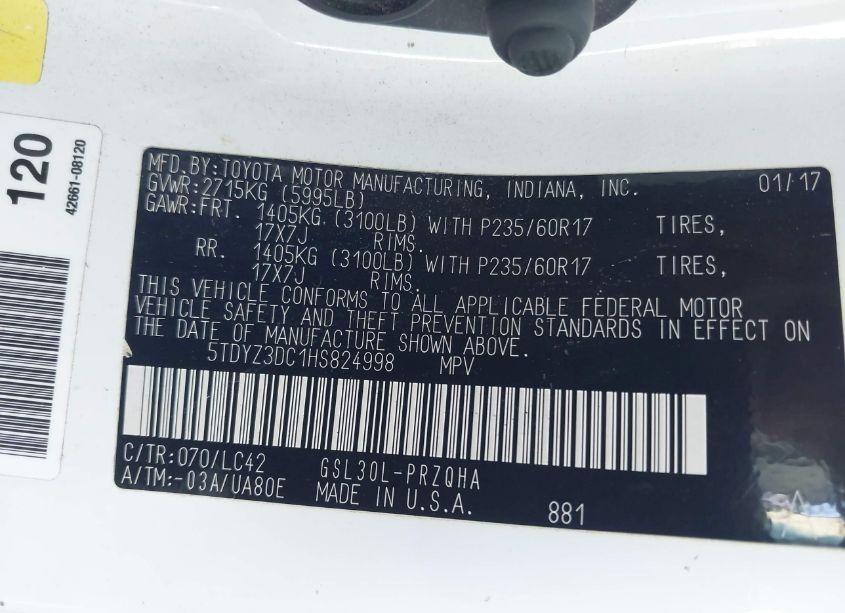 120
42661-08120
MFD.BY:TOYOTA MOTOR MANUFACTURING, INDIANA, INC. 01/17
GVWR:2715KG (5995LB)
GAWR:FRT. 1405KG (3100LB) WITH P235/60R17 TIRES,
17X7J RIMS.
RR. 1405KG (3100LB) WITH P235/60R17 TIRES,
17X7J RIMS.
THIS VEHICLE CONFORMS TO ALL APPLICABLE FEDERAL MOTOR
VEHICLE SAFETY AND THEFT PREVENTION STANDARDS IN EFFECT ON
THE DATE OF MANUFACTURE SHOWN ABOVE.
5TDYZ3DC1HS824998 MPV
C/TR:070/LC42 GSL30L-PRZQHA
A/TM:-03A/UA80E MADE IN U.S.A. 881